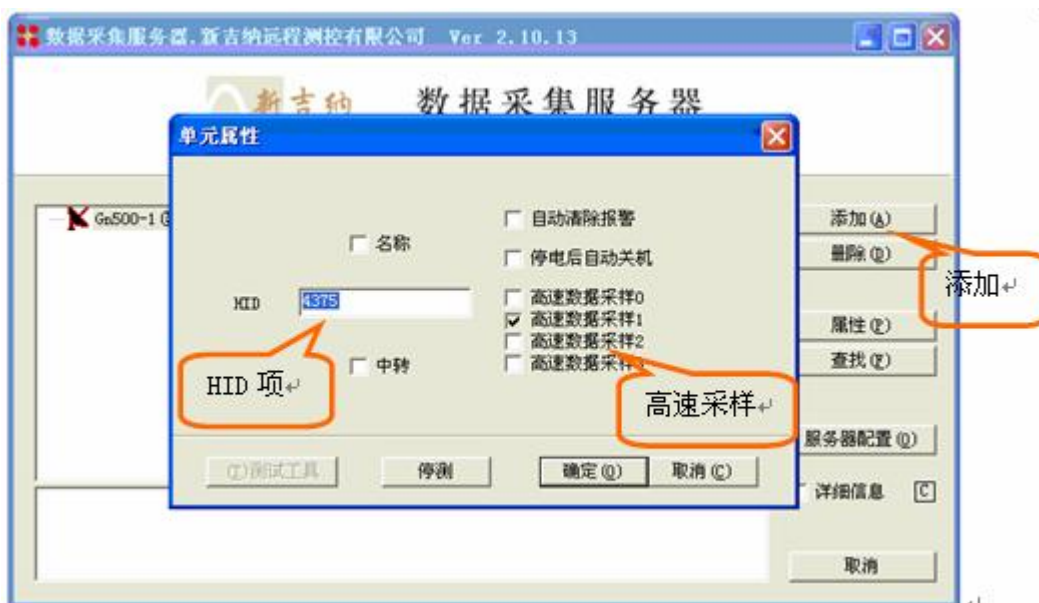 数据采集服务器.新吉纳远程测控有限公司 Ver 2.10.13
新吉纳 数据采集服务器
单元属性
Gn500-1
自动清除报警
添加(A)
名称
停电后自动关机
删除(D)
添加
HID 4375
高速数据采样0
高速数据采样1
高速数据采样2
高速数据采样
属性(P)
中转
查找(F)
HID 项
高速采样
服务器配置(O)
(T)测试工具 停测 确定(O) 取消(C)
详细信息 C
取消